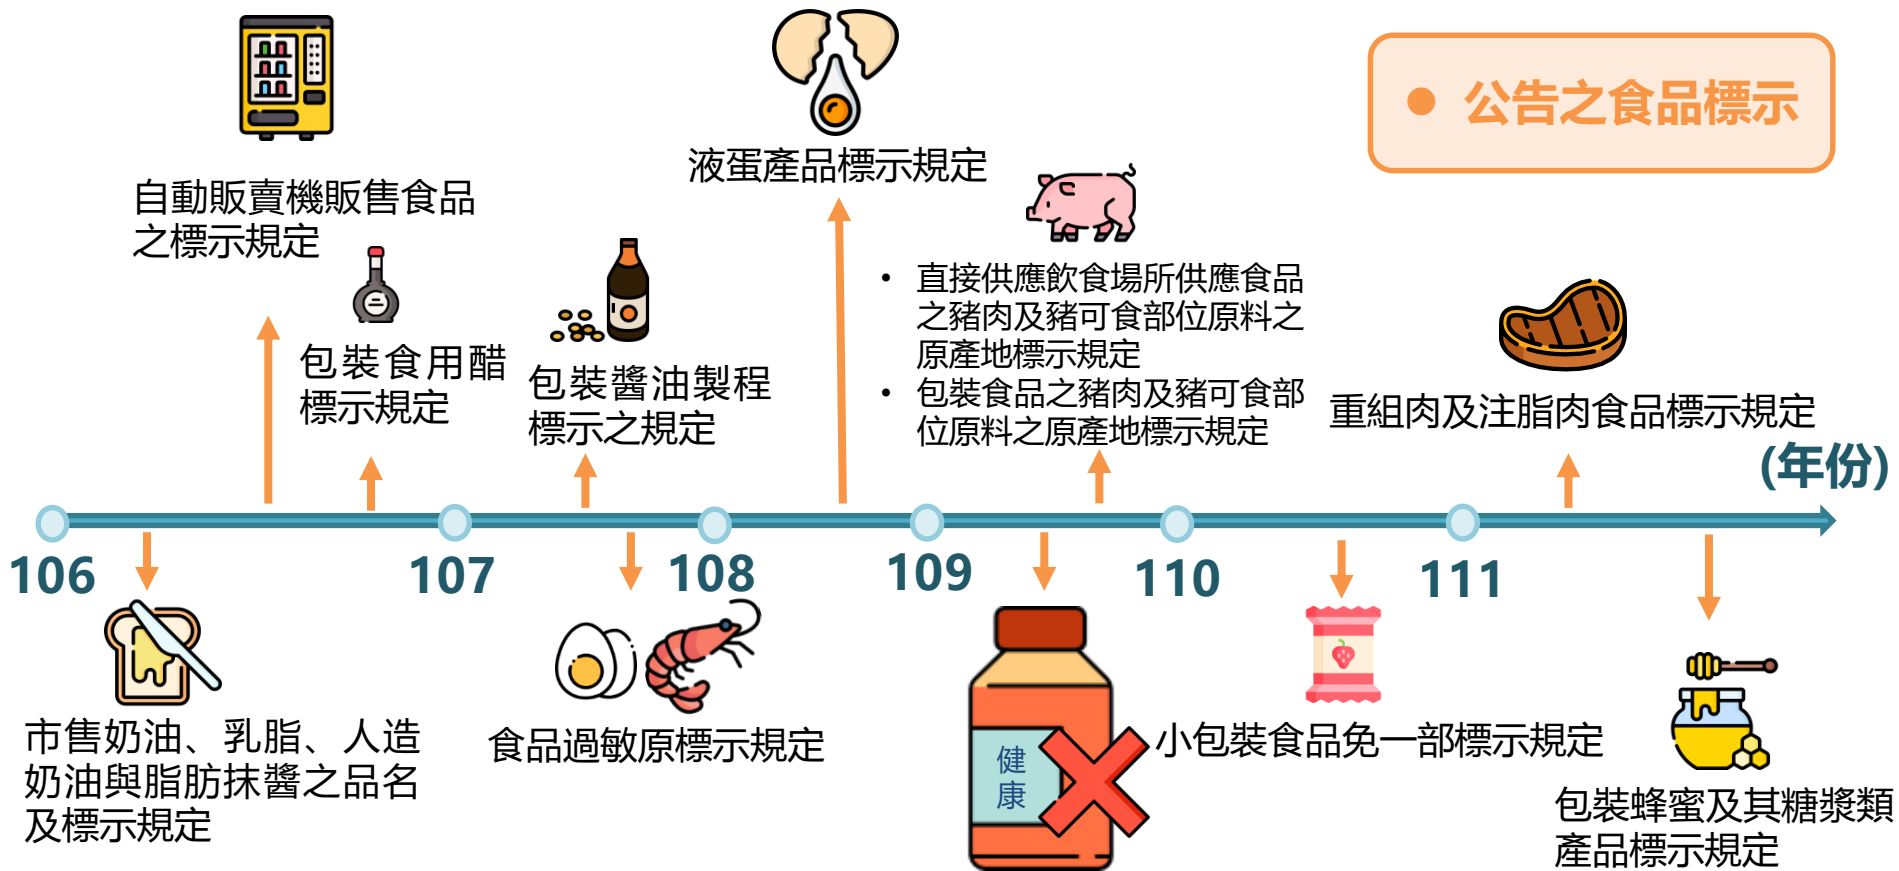 ● 公告之食品標示
自動販賣機販售食品
之標示規定
包裝食用醋
標示規定
包裝醬油製程
標示之規定
液蛋產品標示規定
• 直接供應飲食場所供應食品
之豬肉及豬可食部位原料之
原產地標示規定
• 包裝食品之豬肉及豬可食部
位原料之原產地標示規定
重組肉及注脂肉食品標示規定
(年份)
106
107
108
109
110
111
市售奶油、乳脂、人造
奶油與脂肪抹醬之品名
及標示規定
食品過敏原標示規定
健
康
小包裝食品免一部標示規定
包裝蜂蜜及其糖漿類
產品標示規定